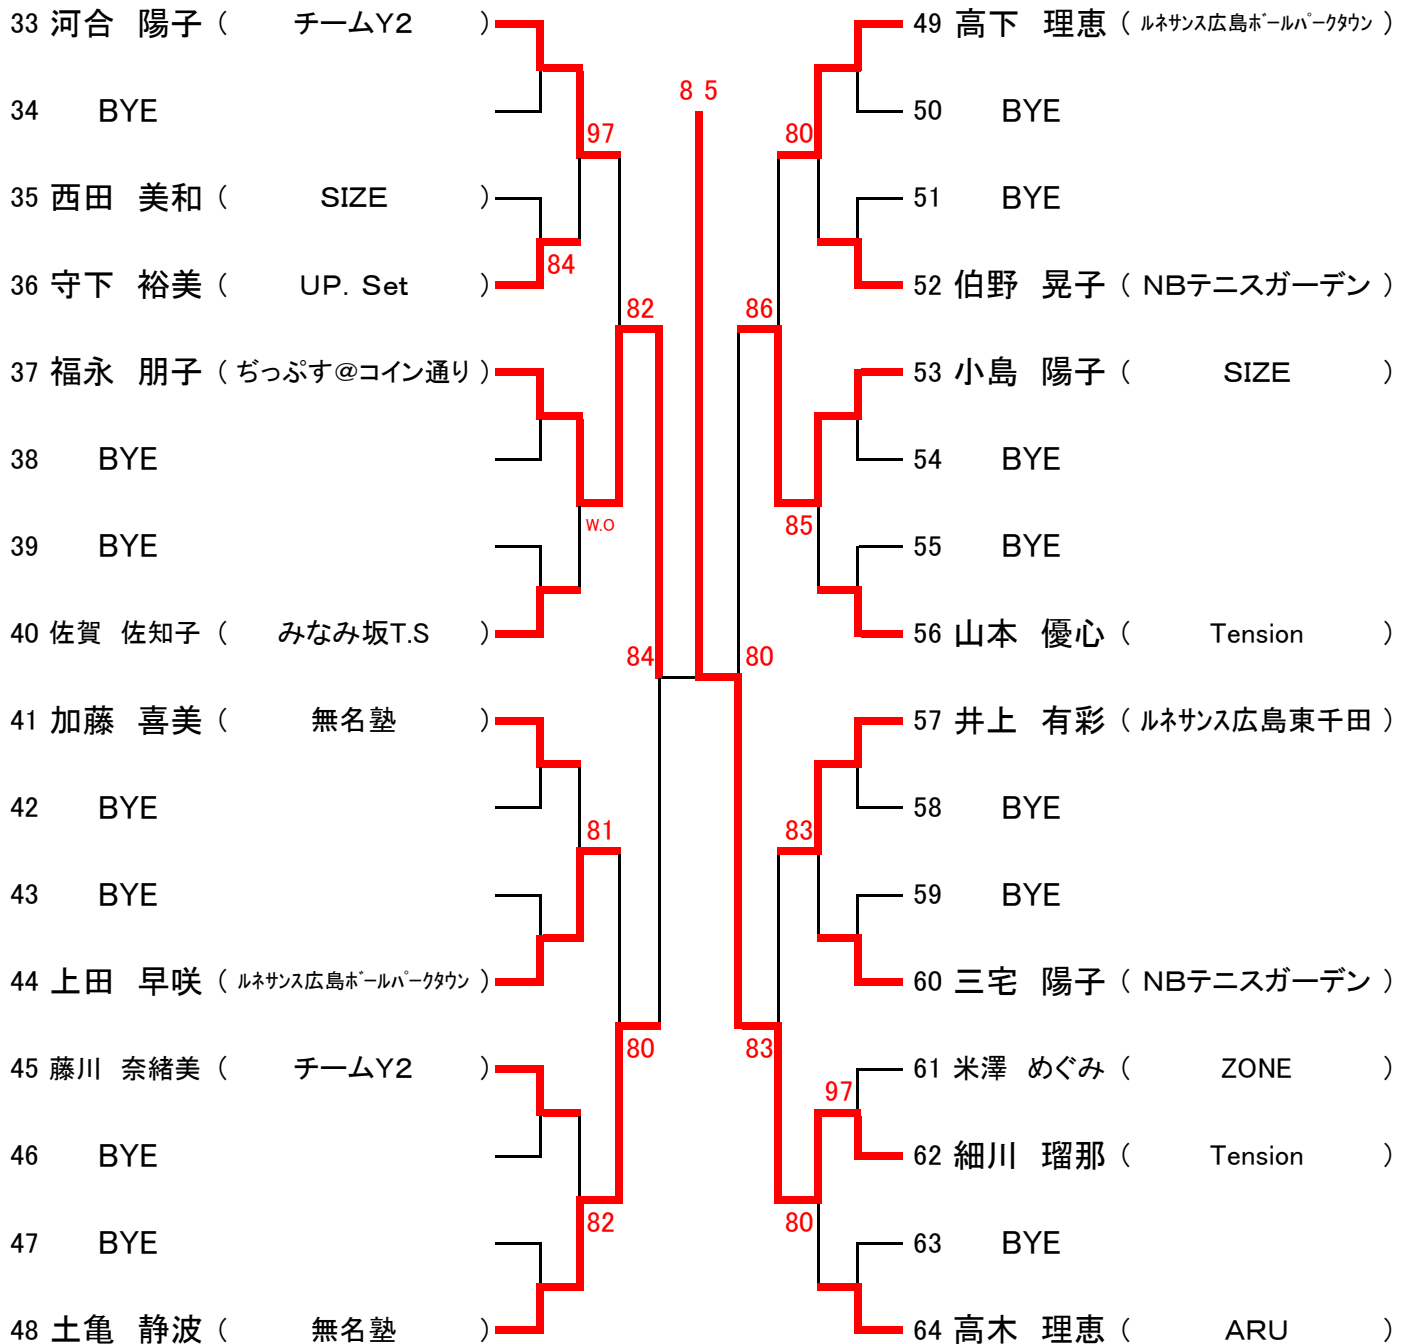 33 河合 陽子 ( チームY2 )
34 BYE
97
35 西田 美和 ( SIZE )
84
36 守下 裕美 ( UP. Set )
82
37 福永 朋子 ( ぢっぷす@コイン通り )
38 BYE
W.O
39 BYE
40 佐賀 佐知子 ( みなみ坂T.S )
84
41 加藤 喜美 ( 無名塾 )
42 BYE
81
43 BYE
44 上田 早咲 ( ルネサンス広島ボールパークタウン )
80
45 藤川 奈緒美 ( チームY2 )
46 BYE
82
47 BYE
48 土亀 静波 ( 無名塾 )
8 5
49 高下 理恵 ( ルネサンス広島ボールパークタウン )
50 BYE
80
51 BYE
52 伯野 晃子 ( NBテニスガーデン )
86
53 小島 陽子 ( SIZE )
54 BYE
85
55 BYE
56 山本 優心 ( Tension )
80
57 井上 有彩 ( ルネサンス広島東千田 )
58 BYE
83
59 BYE
60 三宅 陽子 ( NBテニスガーデン )
83
61 米澤 めぐみ ( ZONE )
97
62 細川 瑠那 ( Tension )
80
63 BYE
64 高木 理恵 ( ARU )